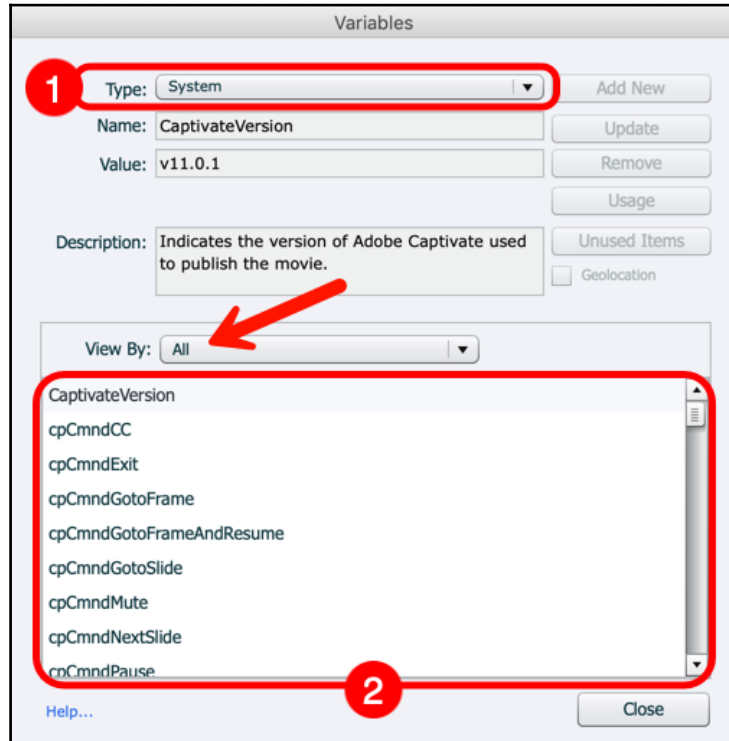 Variables
1
Type: System
Add New
Name: CaptivateVersion
Update
Value: v11.0.1
Remove
Usage
Description: Indicates the version of Adobe Captivate used
to publish the movie.
Unused Items
Geolocation
View By: All
CaptivateVersion
cpCmndCC
cpCmndExit
cpCmndGotoFrame
cpCmndGotoFrameAndResume
cpCmndGotoSlide
cpCmndMute
cpCmndNextSlide
cpCmndPause
2
Help...
Close